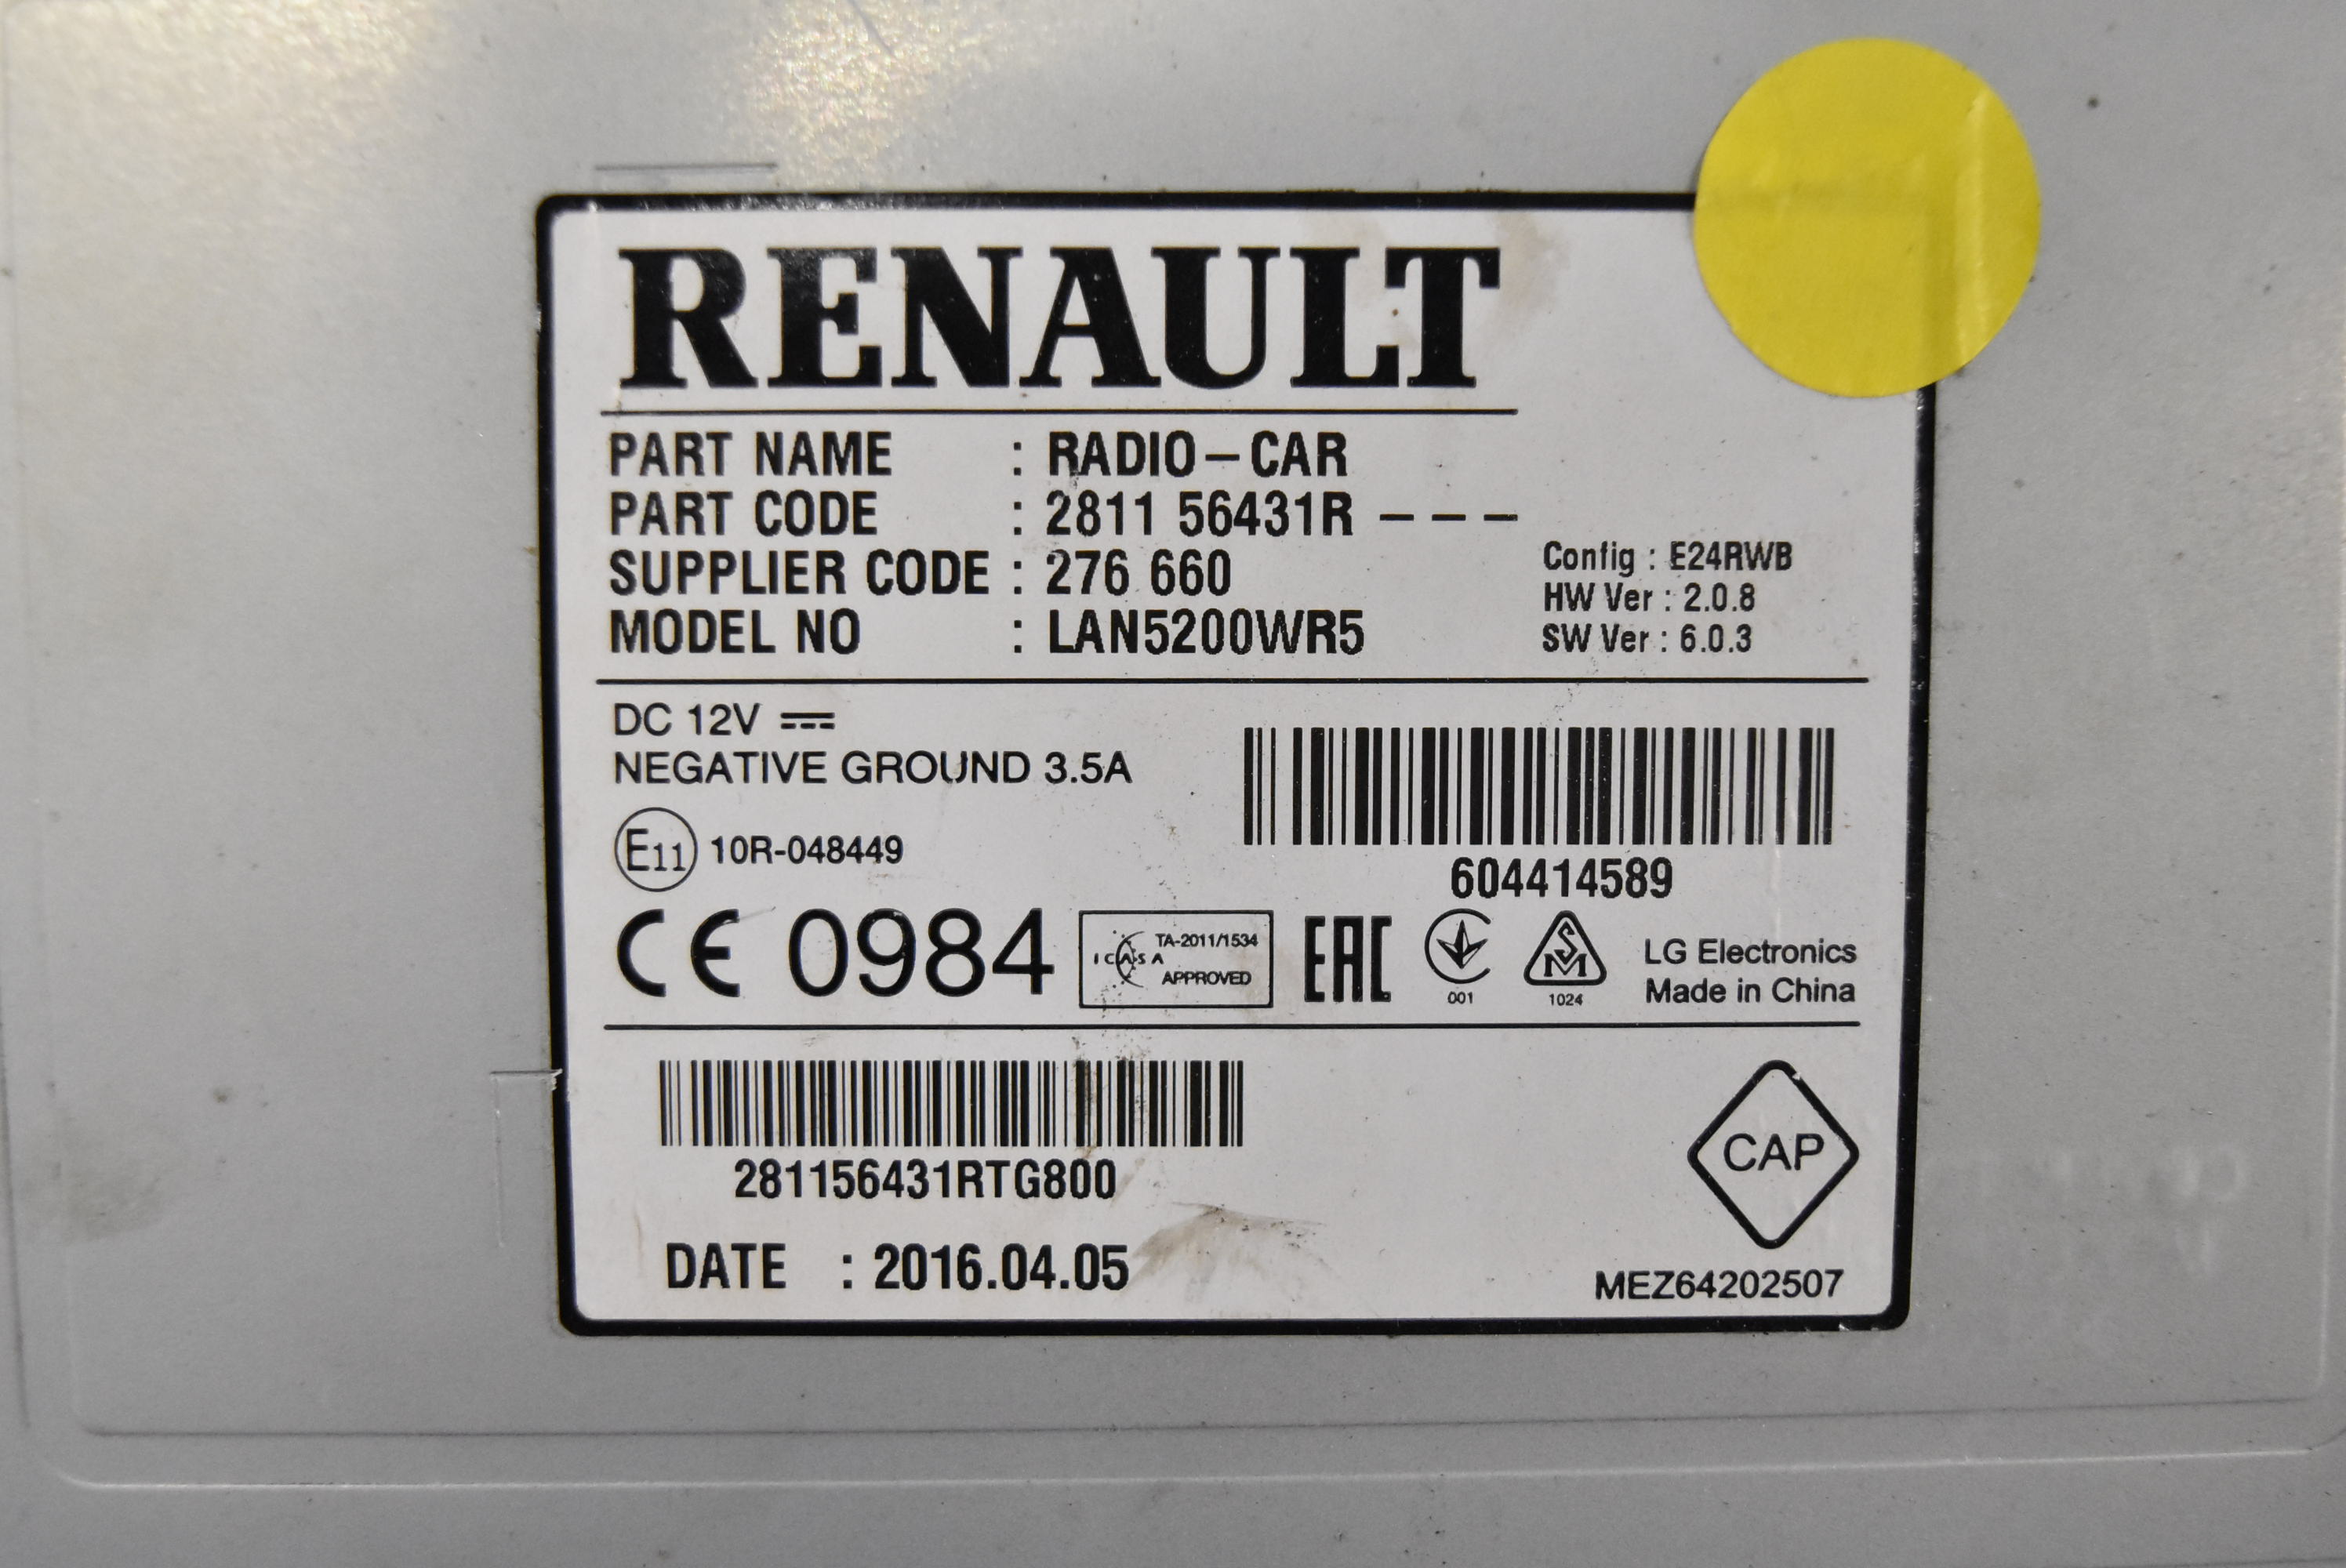 RENAULT
PART NAME : RADIO-CAR
PART CODE : 2811 56431R - - -
SUPPLIER CODE : 276 660
MODEL NO : LAN5200WR5
Config : E24RWB
HW Ver : 2.0.8
SW Ver : 6.0.3
DC 12V
NEGATIVE GROUND 3.5A
E11 10R-048449
604414589
CE 0984
TA-2011/1534
ICASA
APPROVED
EAC
001
SM
1024
LG Electronics
Made in China
281156431RTG800
CAP
DATE : 2016.04.05
MEZ64202507